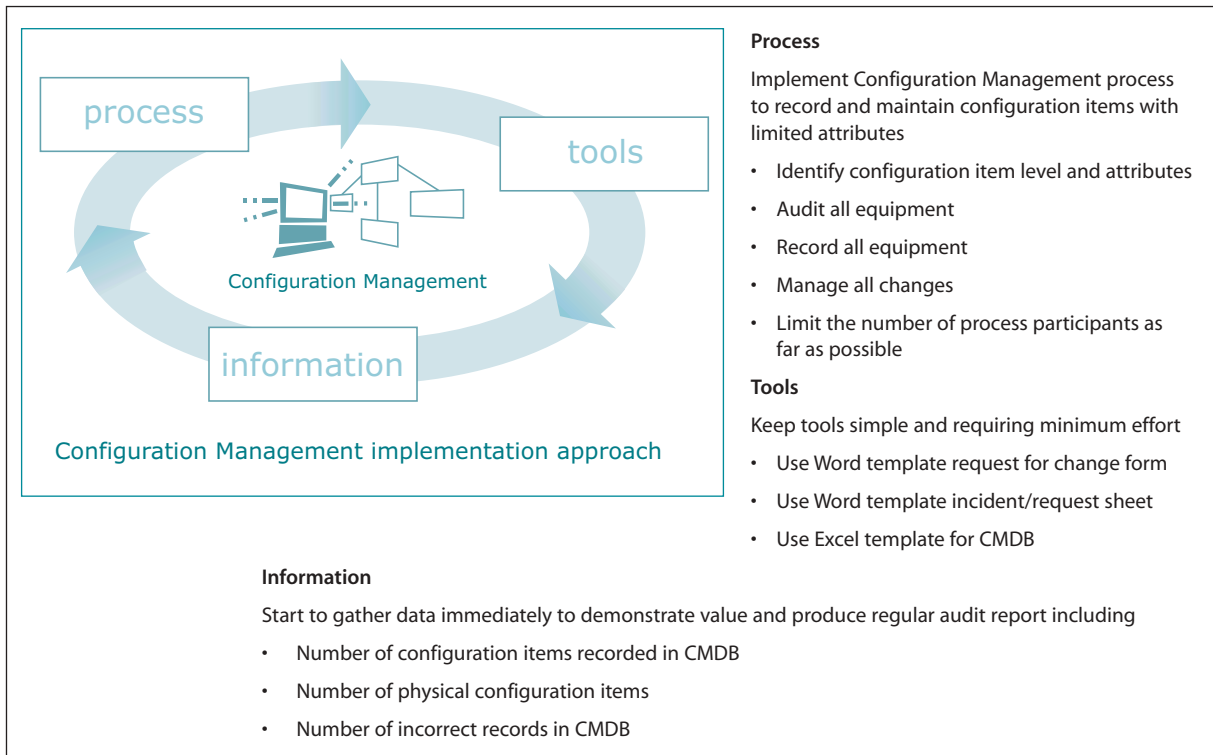 process
tools
Configuration Management
information
Configuration Management implementation approach
Process
Implement Configuration Management process
to record and maintain configuration items with
limited attributes
• Identify configuration item level and attributes
• Audit all equipment
• Record all equipment
• Manage all changes
• Limit the number of process participants as
far as possible
Tools
Keep tools simple and requiring minimum effort
• Use Word template request for change form
• Use Word template incident/request sheet
• Use Excel template for CMDB
Information
Start to gather data immediately to demonstrate value and produce regular audit report including
• Number of configuration items recorded in CMDB
• Number of physical configuration items
• Number of incorrect records in CMDB